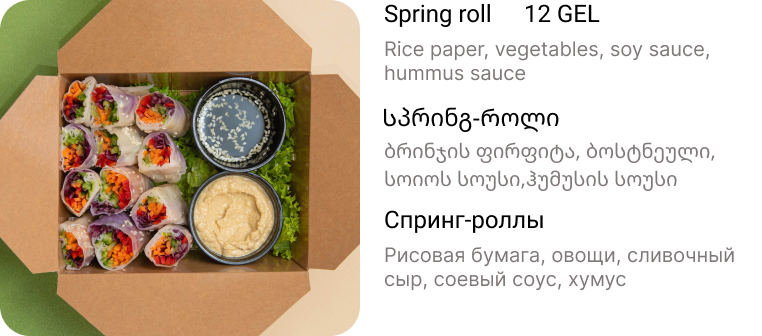 Spring roll 12 GEL
Rice paper, vegetables, soy sauce,
hummus sauce
სპრინგ-როლი
ბრინჯის ფირფიტა, ბოსტნეული,
სოიოს სოუსი,ჰუმუსის სოუსი
Спринг-роллы
Рисовая бумага, овощи, сливочный
сыр, соевый соус, хумус